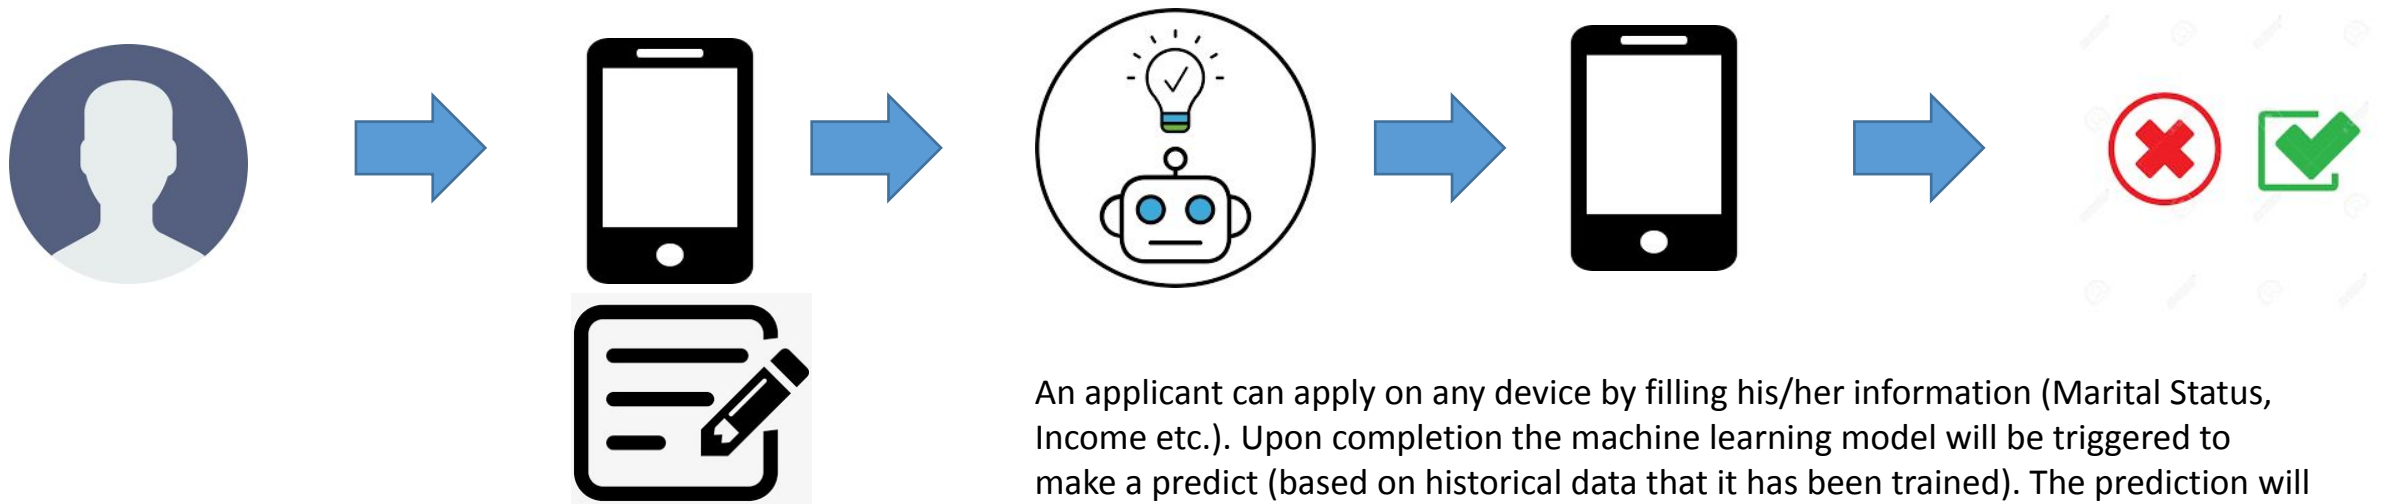 An applicant can apply on any device by filling his/her information (Marital Status,
Income etc.). Upon completion the machine learning model will be triggered to
make a predict (based on historical data that it has been trained). The prediction will